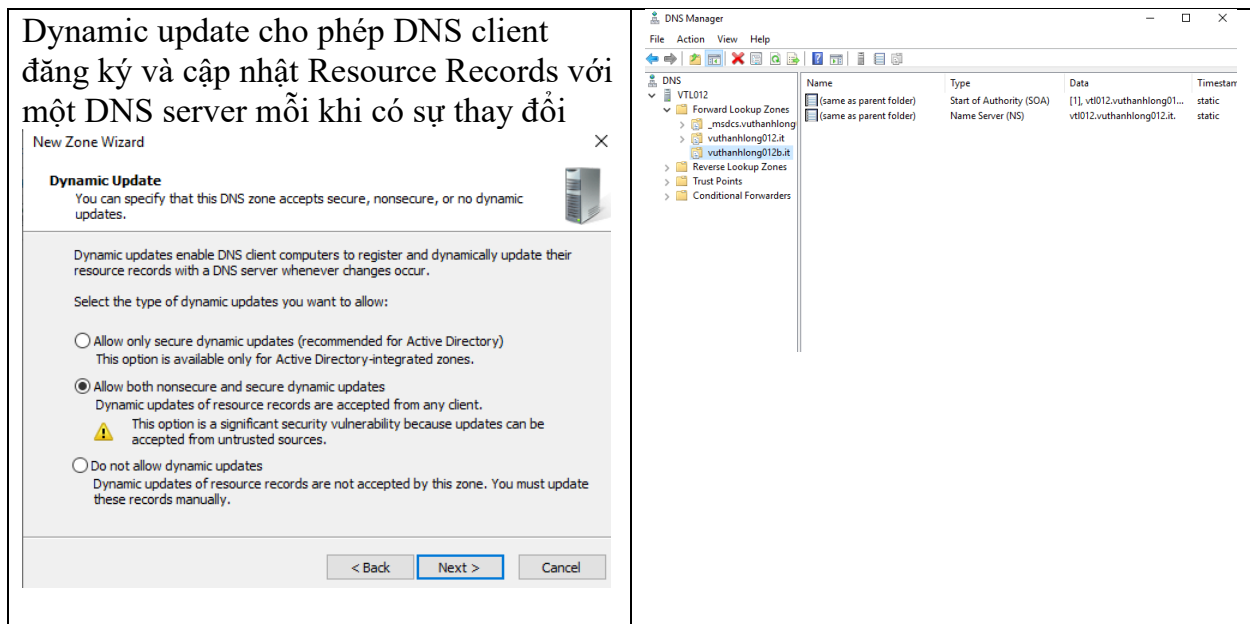 Dynamic update cho phép DNS client
đăng ký và cập nhật Resource Records với
một DNS server mỗi khi có sự thay đổi
New Zone Wizard
Dynamic Update
You can specify that this DNS zone accepts secure, nonsecure, or no dynamic
updates.
Dynamic updates enable DNS client computers to register and dynamically update their
resource records with a DNS server whenever changes occur.
Select the type of dynamic updates you want to allow:
Allow only secure dynamic updates (recommended for Active Directory)
This option is available only for Active Directory-integrated zones.
Allow both nonsecure and secure dynamic updates
Dynamic updates of resource records are accepted from any client.
This option is a significant security vulnerability because updates can be
accepted from untrusted sources.
Do not allow dynamic updates
Dynamic updates of resource records are not accepted by this zone. You must update
these records manually.
< Back Next > Cancel
DNS Manager
File Action View Help
DNS
VTL012
Forward Lookup Zones
_msdcs.vuthanhlong
vuthanhlong012.it
vuthanhlong012b.it
Reverse Lookup Zones
Trust Points
Conditional Forwarders
Name Type Data Timestam
(same as parent folder) Start of Authority (SOA) [1], vtl012.vuthanhlong01... static
(same as parent folder) Name Server (NS) vtl012.vuthanhlong012.it. static